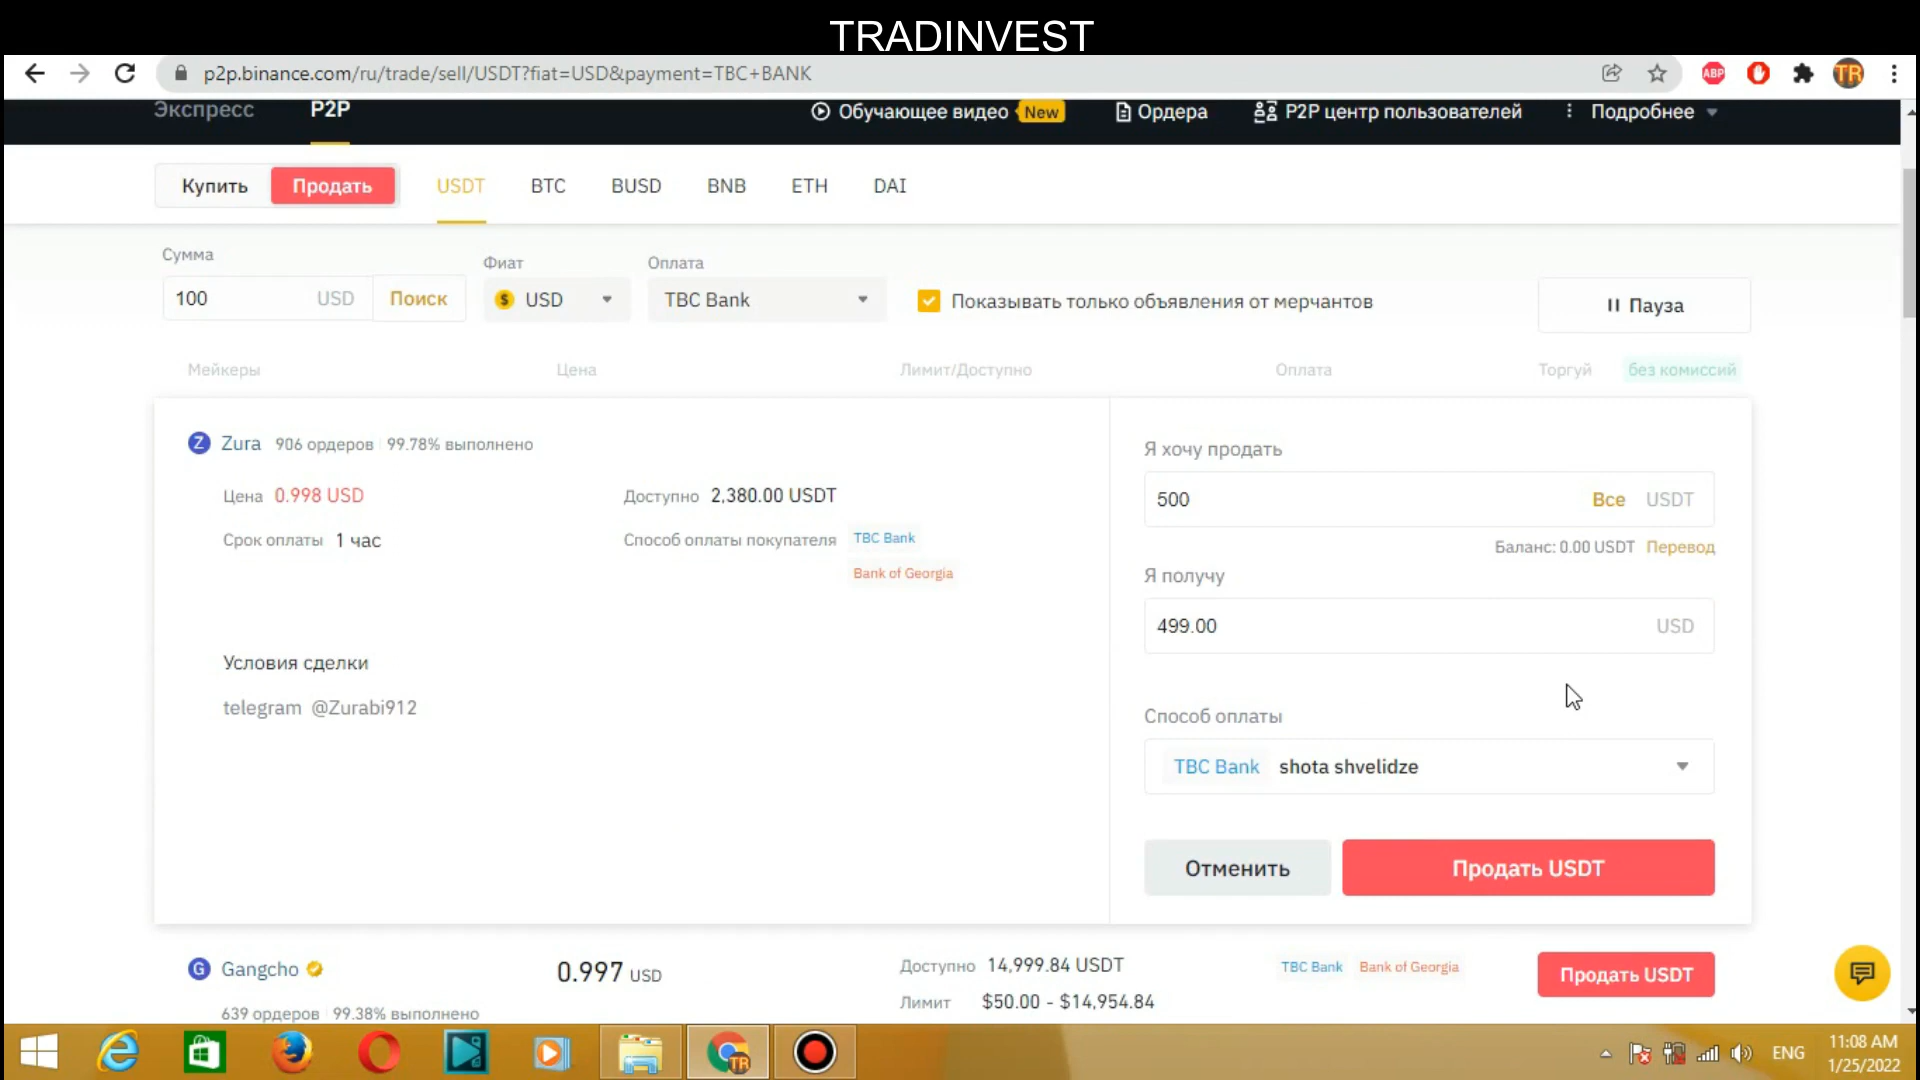 TRADINVEST
p2p.binance.com/ru/trade/sell/USDT?fiat=USD&payment=TBC+BANK
ABP
TR
Экспресс P2P Обучающее видео New Ордера P2P центр пользователей Подробнее
Купить Продать USDT BTC BUSD BNB ETH DAI
Сумма Фиат Оплата
100 USD Поиск $ USD TBC Bank Показывать только объявления от мерчантов Пауза
Мейкеры Цена Лимит/Доступно Оплата Торгуй без комиссий
Z Zura 906 ордеров 99.78% выполнено
Цена 0.998 USD Доступно 2,380.00 USDT
Срок оплаты 1 час Способ оплаты покупателя TBC Bank
Bank of Georgia
Условия сделки
telegram @Zurabi912
Я хочу продать
500 Все USDT
Баланс: 0.00 USDT Перевод
Я получу
499.00 USD
Способ оплаты
TBC Bank shota shvelidze
Отменить Продать USDT
G Gangcho 0.997 USD Доступно 14,999.84 USDT TBC Bank Bank of Georgia Продать USDT
639 ордеров 99.38% выполнено Лимит $50.00 - $14,954.84
TR ENG 11:08 AM
1/25/2022